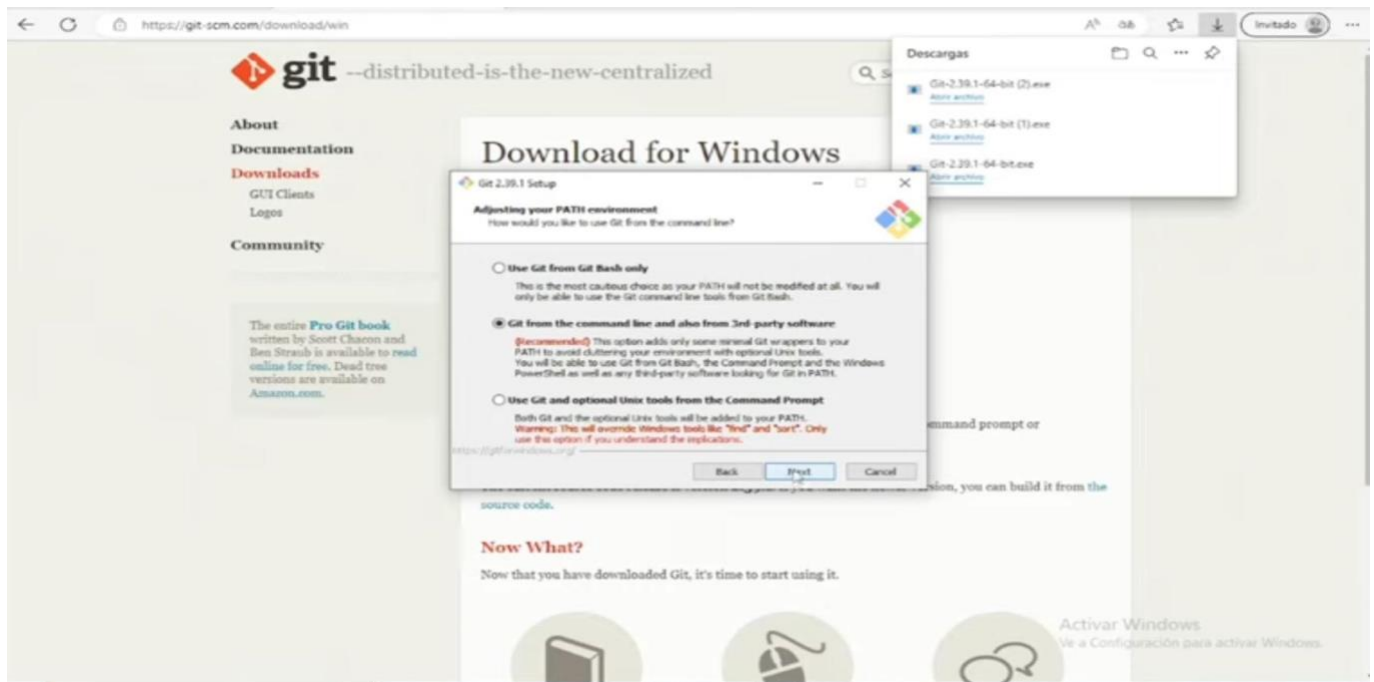 https://git-scm.com/download/win
Invitado
git --distributed-is-the-new-centralized
Descargas
Git-2.39.1-64-bit (2).exe
Abrir archivo
Git-2.39.1-64-bit (1).exe
Abrir archivo
Git-2.39.1-64-bit.exe
Abrir archivo
About
Documentation
Downloads
GUI Clients
Logos
Community
The entire Pro Git book
written by Scott Chacon and
Ben Straub is available to read
online for free. Dead tree
versions are available on
Amazon.com.
Download for Windows
Git 2.39.1 Setup
Adjusting your PATH environment
How would you like to use Git from the command line?
Use Git from Git Bash only
This is the most cautious choice as your PATH will not be modified at all. You will
only be able to use the Git command line tools from Git Bash.
Git from the command line and also from 3rd-party software
(Recommended) This option adds only some minimal Git wrappers to your
PATH to avoid cluttering your environment with optional Unix tools.
You will be able to use Git from Git Bash, the Command Prompt and the Windows
PowerShell as well as any third-party software looking for Git in PATH.
Use Git and optional Unix tools from the Command Prompt
Both Git and the optional Unix tools will be added to your PATH.
Warning: This will override Windows tools like "find" and "sort". Only
use this option if you understand the implications.
https://gitforwindows.org/
Back
Next
Cancel
command prompt or
version, you can build it from the
source code.
Now What?
Now that you have downloaded Git, it's time to start using it.
Activar Windows
Ve a Configuración para activar Windows.